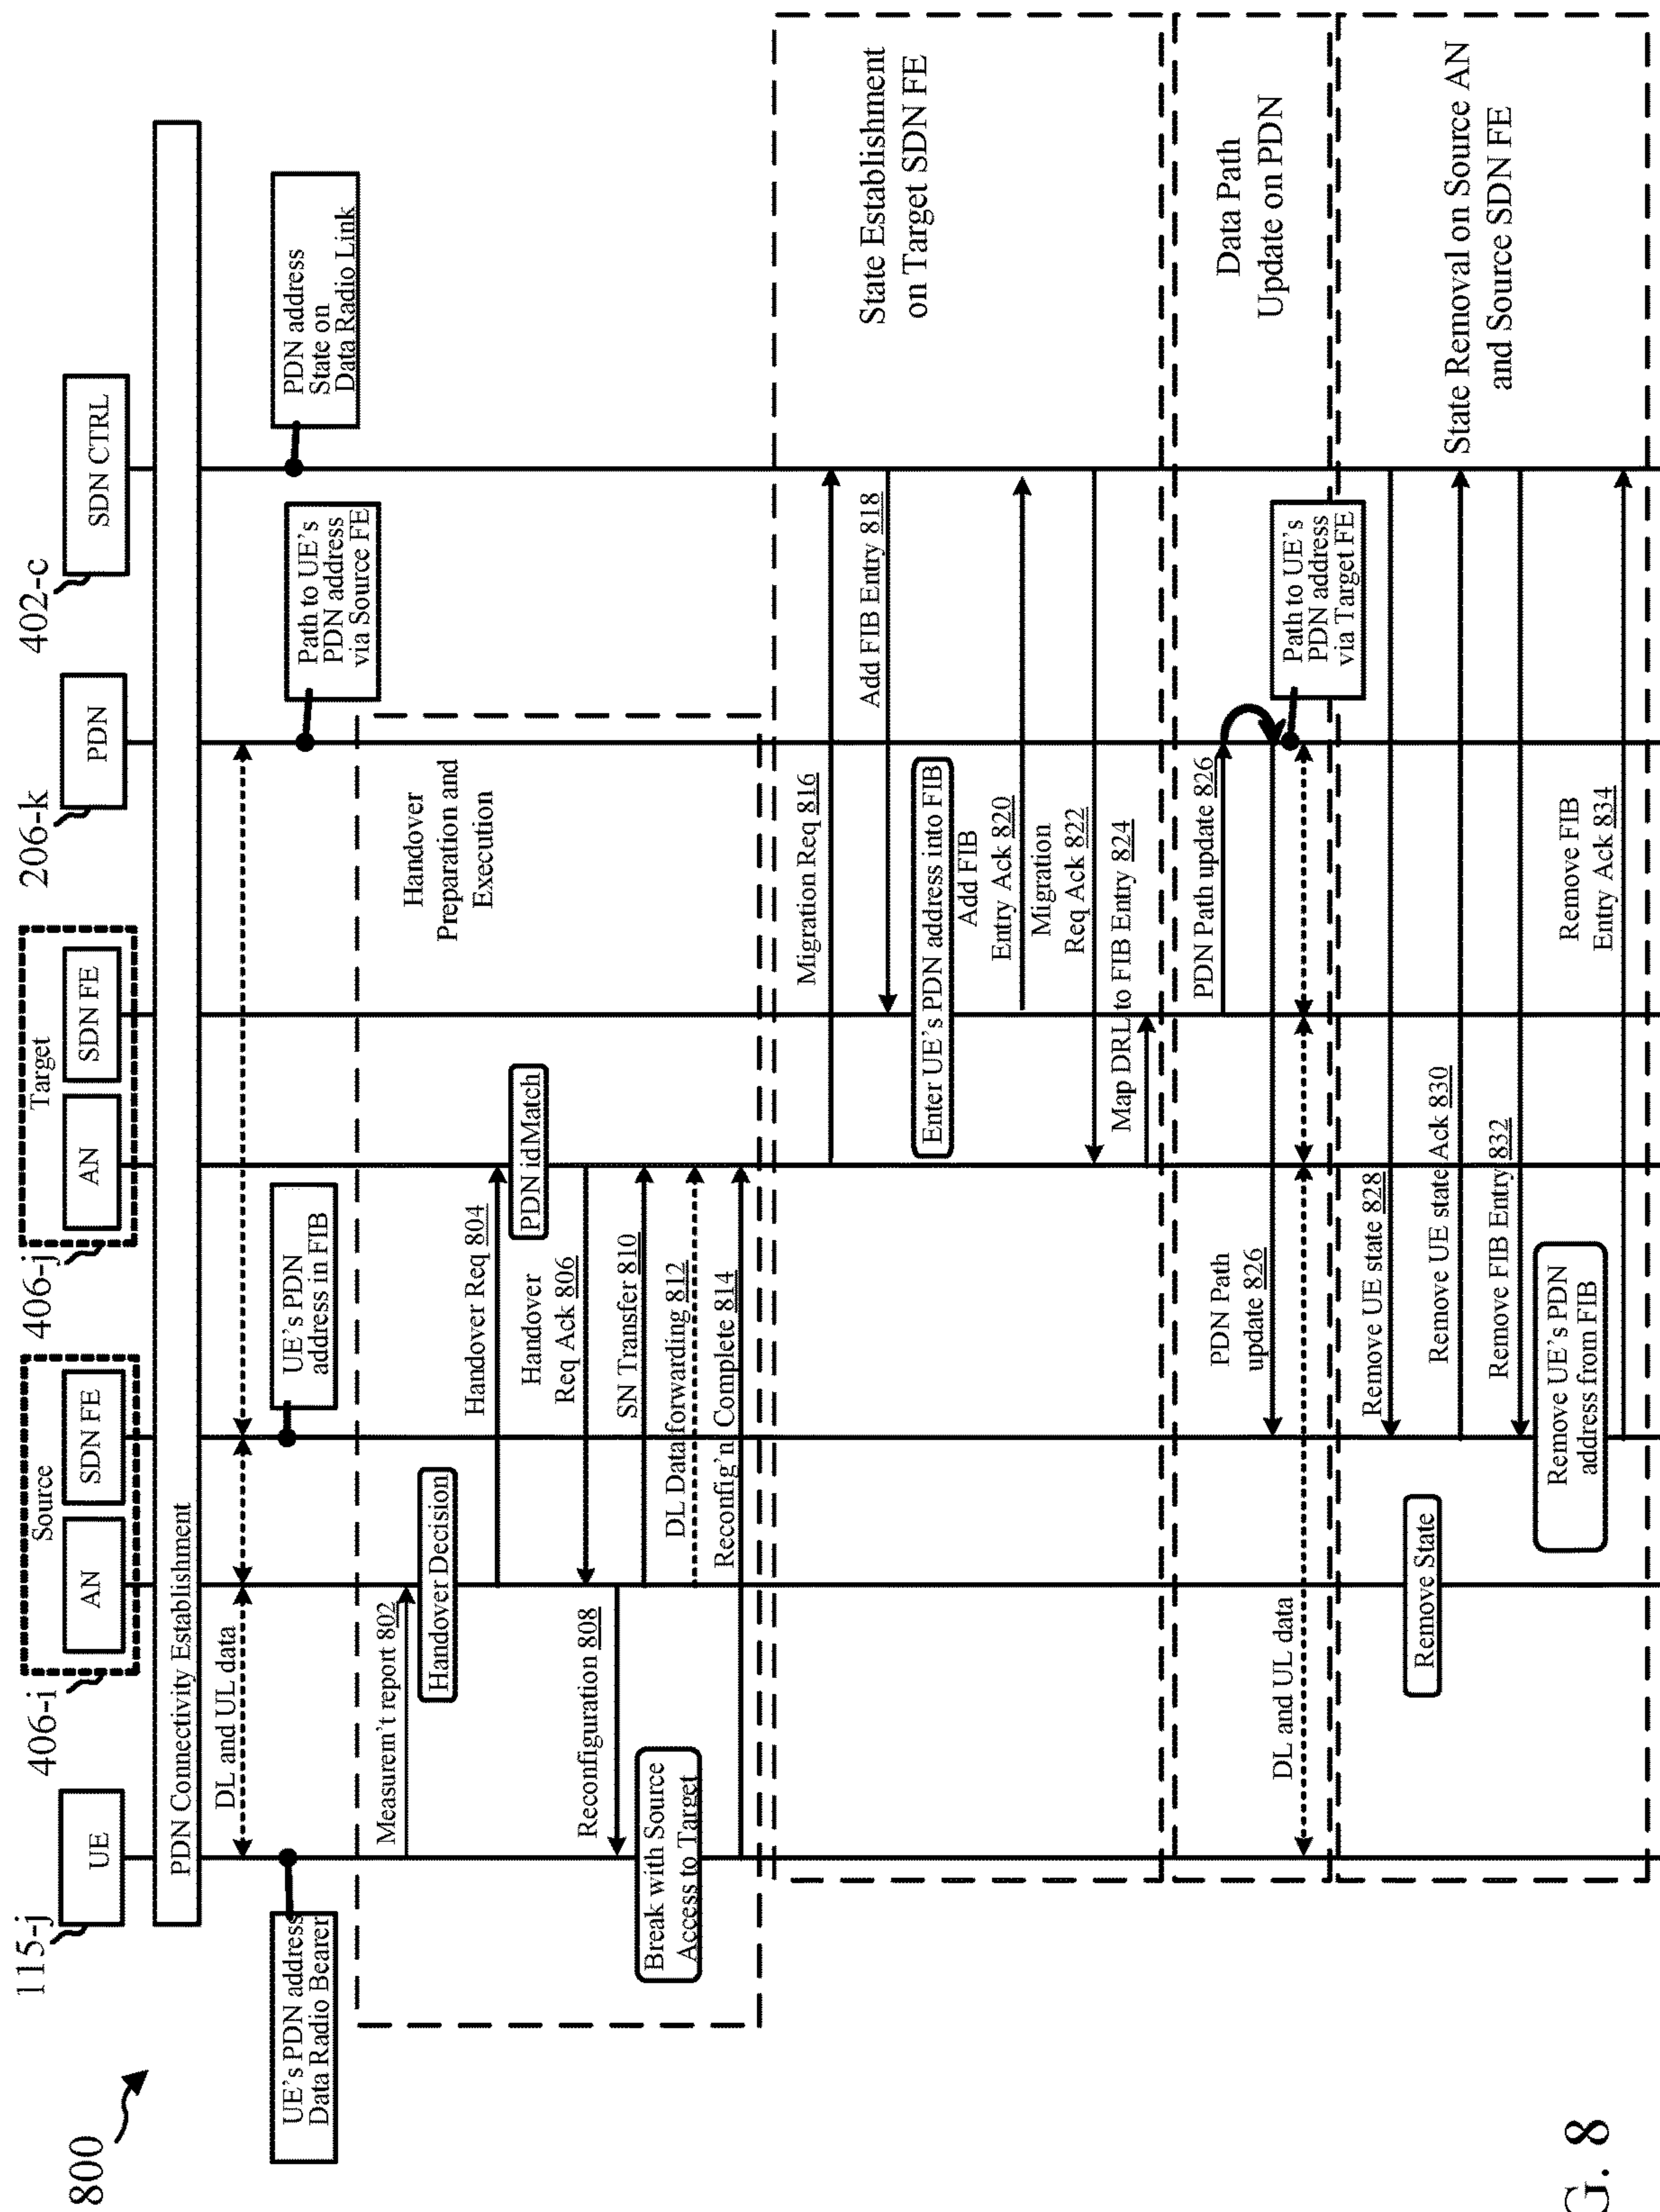 800
115-j
406-i
406-j
206-k
402-c
UE
Source
AN
SDN FE
Target
AN
SDN FE
PDN
SDN CTRL
PDN Connectivity Establishment
DL and UL data
UE's PDN address
Data Radio Bearer
UE's PDN
address in FIB
Path to UE's
PDN address
via Source FE
PDN address
State on
Data Radio Link
Handover
Preparation and
Execution
Measurem't report 802
Handover Decision
Handover Req 804
PDN idMatch
Handover
Req Ack 806
Reconfiguration 808
SN Transfer 810
Break with Source
Access to Target
DL Data forwarding 812
Reconfig'n Complete 814
State Establishment
on Target SDN FE
Migration Req 816
Add FIB Entry 818
Enter UE's PDN address into FIB
Add FIB
Entry Ack 820
Migration
Req Ack 822
Map DRL to FIB Entry 824
Data Path
Update on PDN
PDN Path update 826
PDN Path
update 826
Path to UE's
PDN address
via Target FE
DL and UL data
State Removal on Source AN
and Source SDN FE
Remove UE state 828
Remove State
Remove UE state Ack 830
Remove FIB Entry 832
Remove UE's PDN
address from FIB
Remove FIB
Entry Ack 834
G. 8